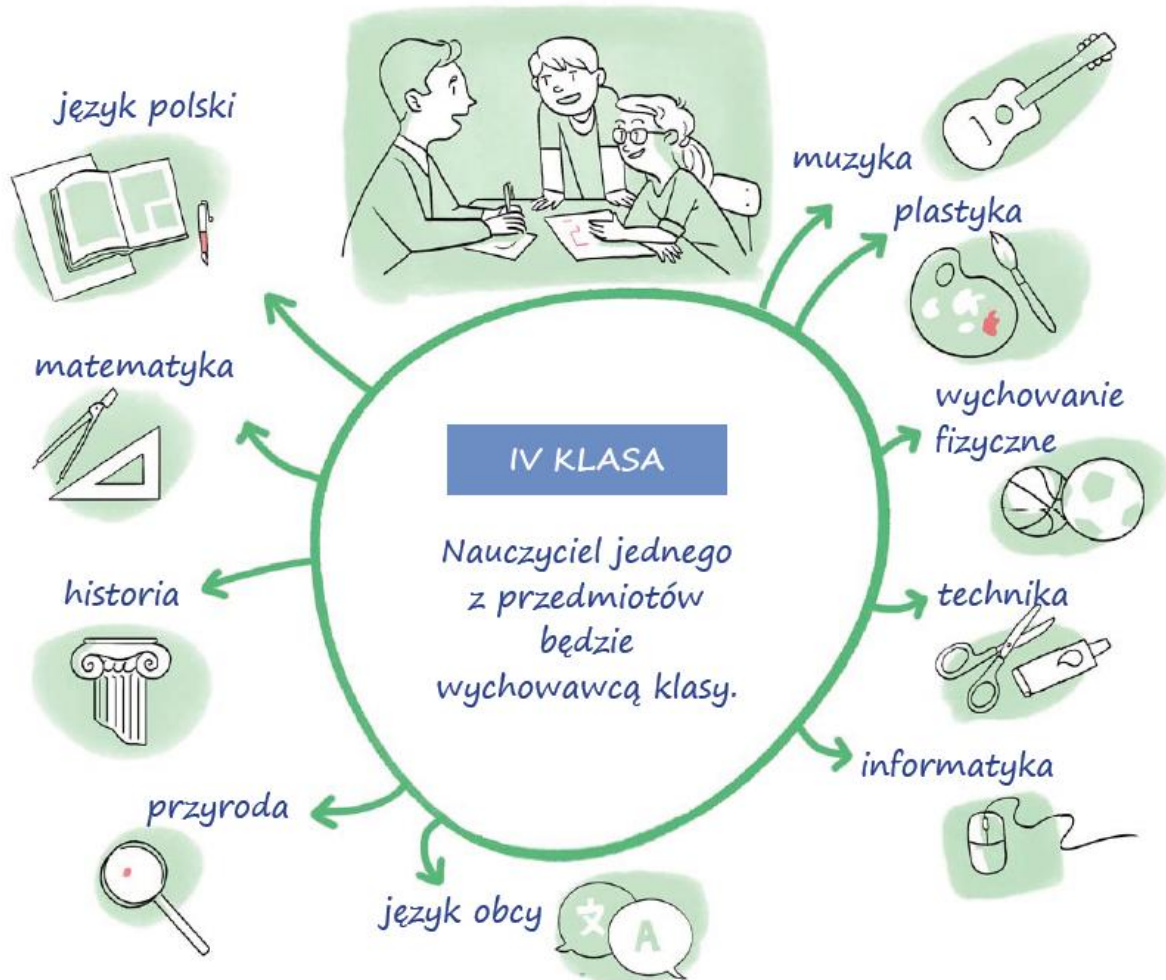 język polski
muzyka
plastyka
matematyka
wychowanie
fizyczne
IV KLASA
Nauczyciel jednego
z przedmiotów
będzie
wychowawcą klasy.
historia
technika
informatyka
przyroda
język obcy
文
A